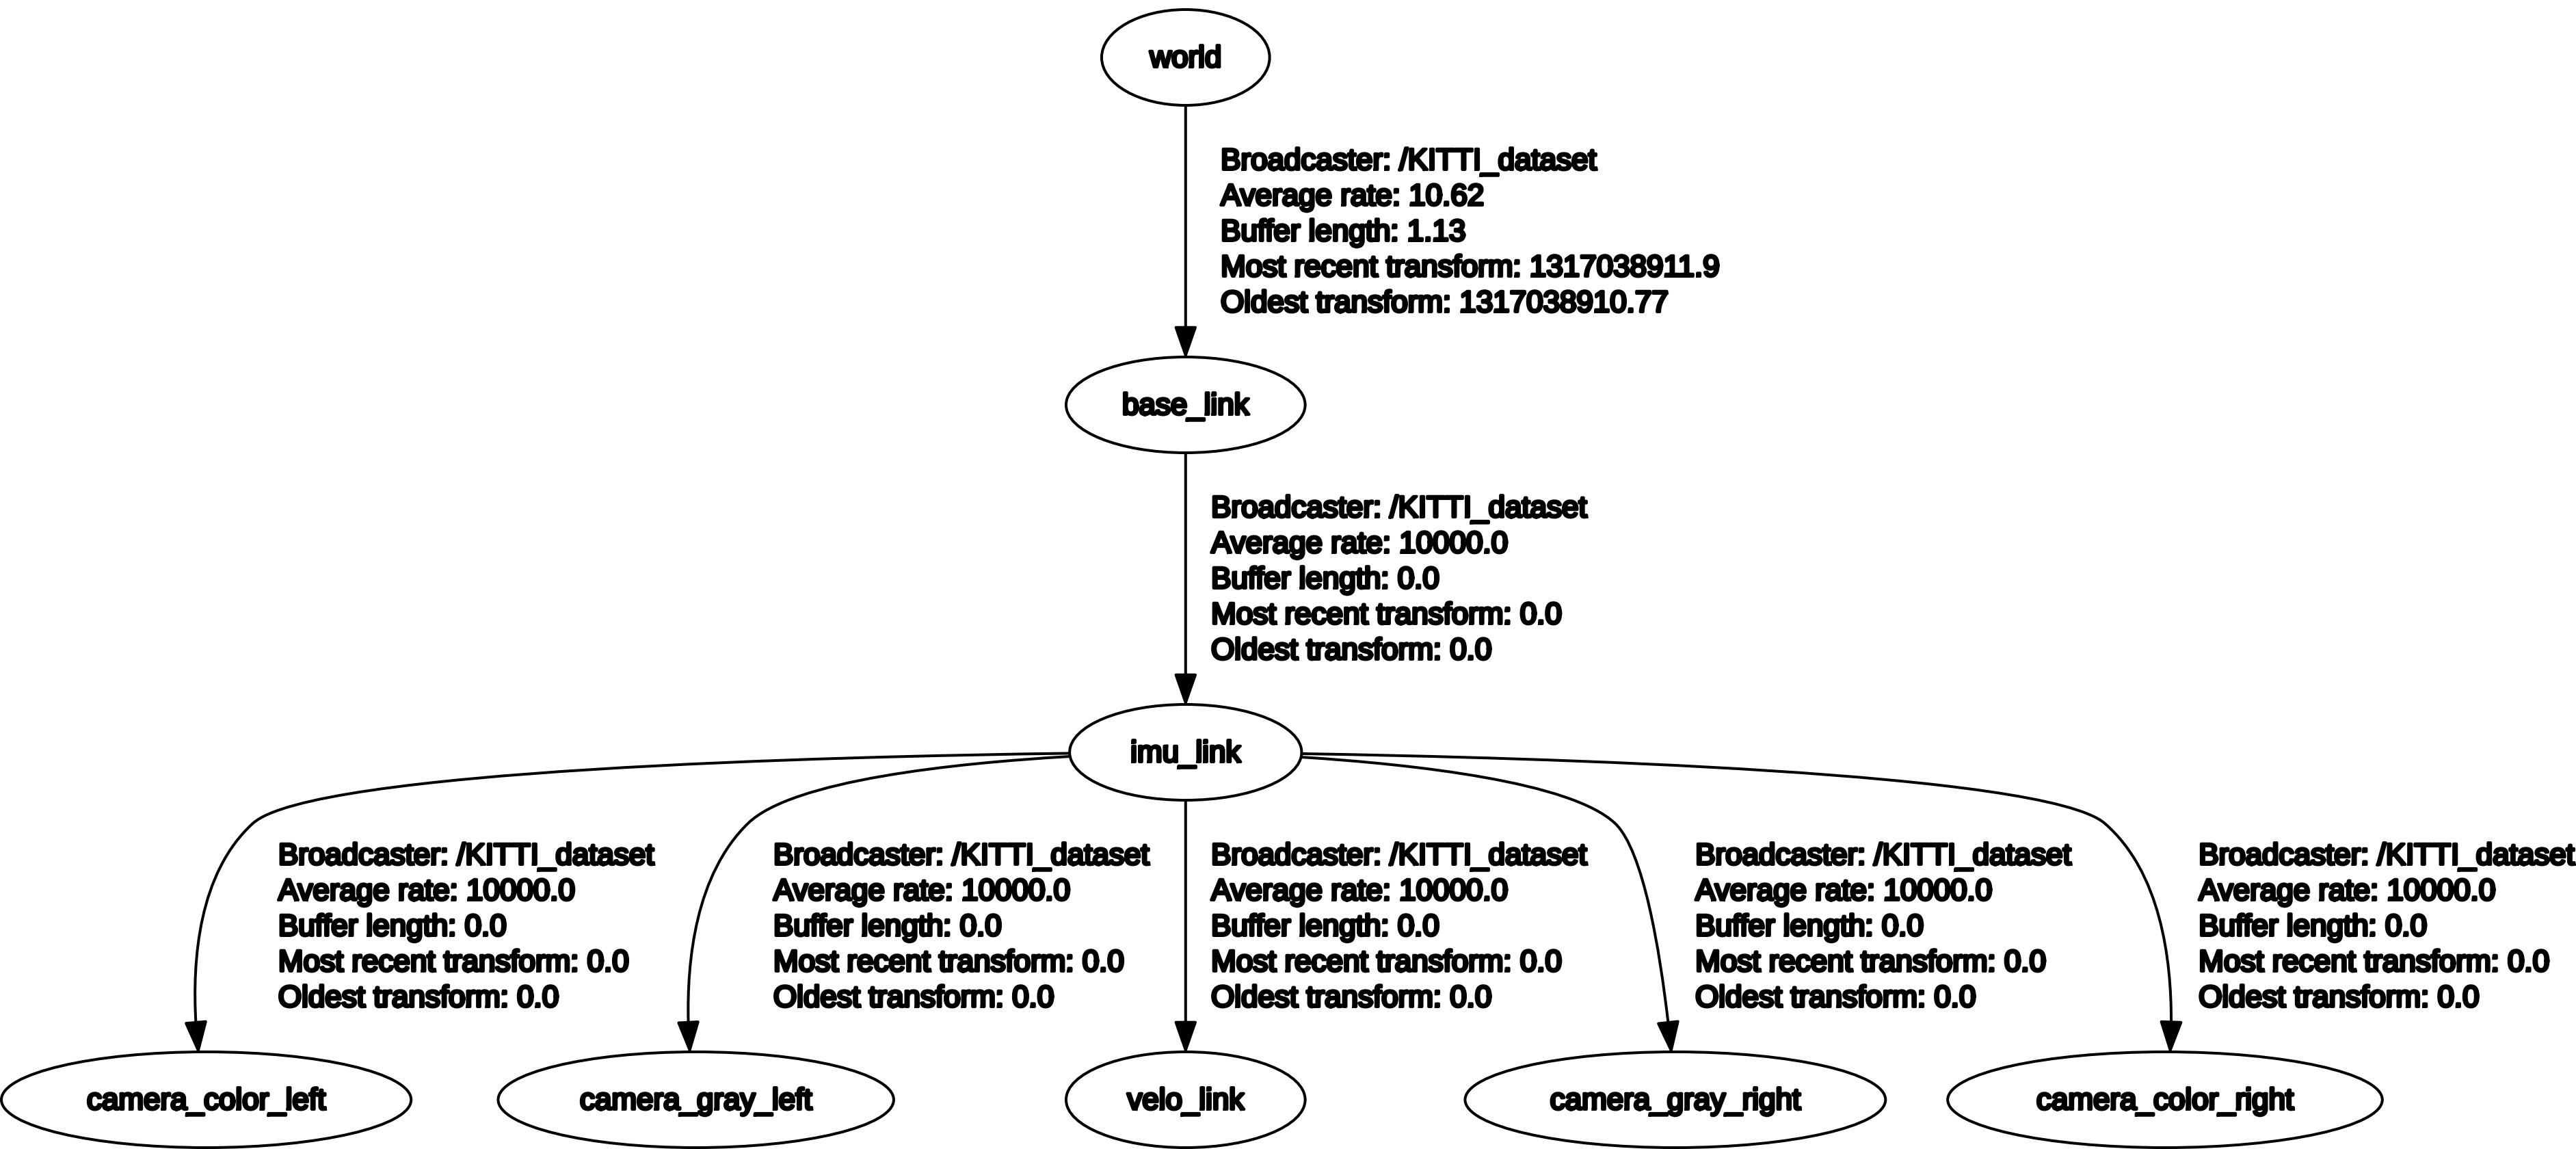 world
Broadcaster: /KITTI_dataset
Average rate: 10.62
Buffer length: 1.13
Most recent transform: 1317038911.9
Oldest transform: 1317038910.77
base_link
Broadcaster: /KITTI_dataset
Average rate: 10000.0
Buffer length: 0.0
Most recent transform: 0.0
Oldest transform: 0.0
imu_link
Broadcaster: /KITTI_dataset
Average rate: 10000.0
Buffer length: 0.0
Most recent transform: 0.0
Oldest transform: 0.0
Broadcaster: /KITTI_dataset
Average rate: 10000.0
Buffer length: 0.0
Most recent transform: 0.0
Oldest transform: 0.0
Broadcaster: /KITTI_dataset
Average rate: 10000.0
Buffer length: 0.0
Most recent transform: 0.0
Oldest transform: 0.0
Broadcaster: /KITTI_dataset
Average rate: 10000.0
Buffer length: 0.0
Most recent transform: 0.0
Oldest transform: 0.0
Broadcaster: /KITTI_dataset
Average rate: 10000.0
Buffer length: 0.0
Most recent transform: 0.0
Oldest transform: 0.0
camera_color_left
camera_gray_left
velo_link
camera_gray_right
camera_color_right